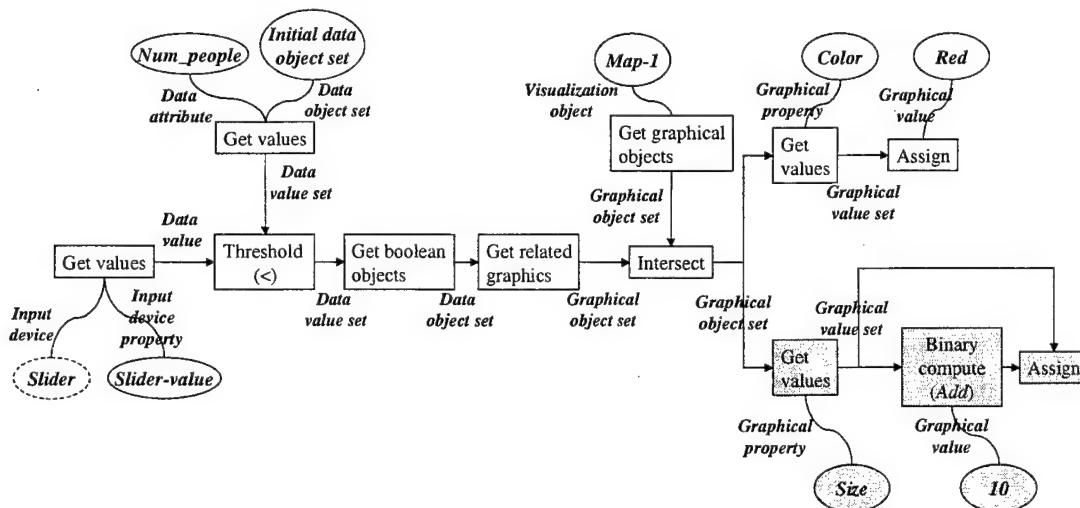 Num_people
Initial data
object set
Data
attribute
Data
object set
Get values
Data
value set
Map-1
Visualization
object
Get graphical
objects
Graphical
object set
Color
Red
Graphical
property
Graphical
value
Get
values
Assign
Graphical
value set
Data
value
Get values
Threshold
(<)
Get boolean
objects
Get related
graphics
Intersect
Data
value set
Data
object set
Graphical
object set
Graphical
object set
Graphical
value set
Input
device
Input
device
property
Slider
Slider-value
Get
values
Binary
compute
(Add)
Assign
Graphical
property
Graphical
value
Size
10